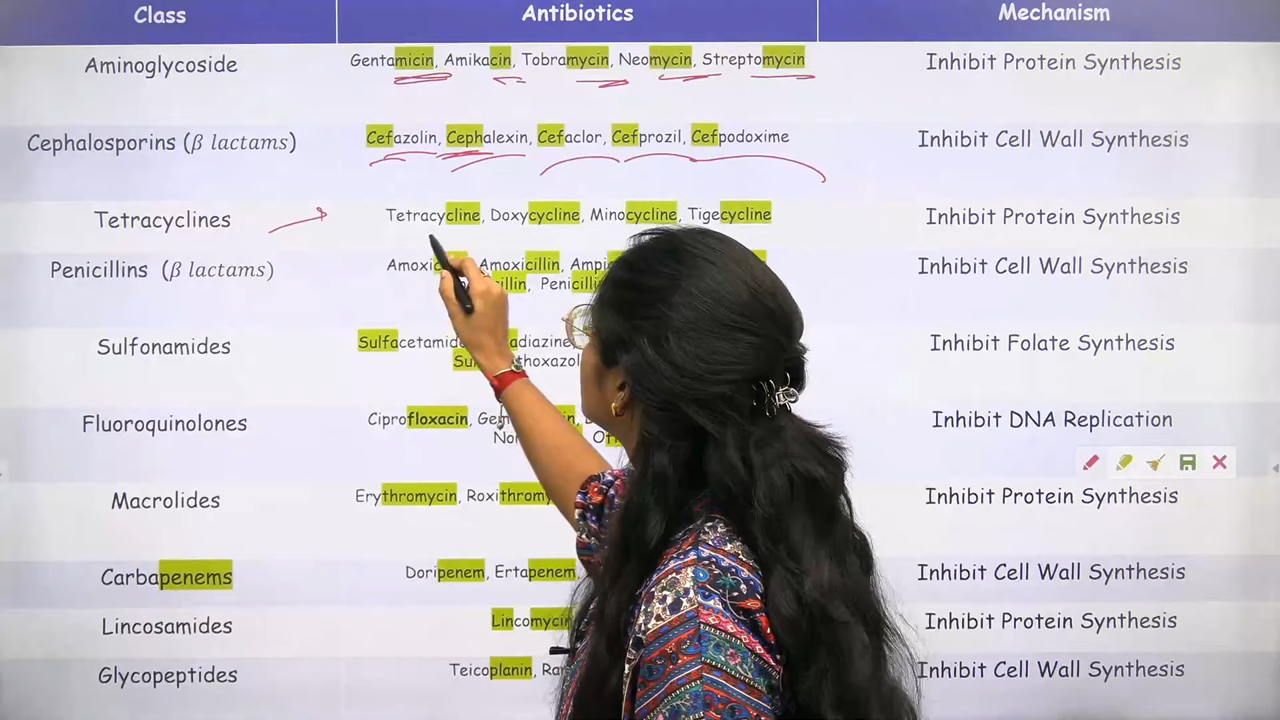 Class Antibiotics Mechanism
Aminoglycoside Gentamicin, Amikacin, Tobramycin, Neomycin, Streptomycin Inhibit Protein Synthesis
Cephalosporins (β lactams) Cefazolin, Cephalexin, Cefaclor, Cefprozil, Cefpodoxime Inhibit Cell Wall Synthesis
Tetracyclines Tetracycline, Doxycycline, Minocycline, Tigecycline Inhibit Protein Synthesis
Penicillins (β lactams) Amoxicillin, Inhibit Cell Wall Synthesis
Sulfonamides Sulfacetamide Inhibit Folate Synthesis
Fluoroquinolones Ciprofloxacin, Inhibit DNA Replication
Macrolides Erythromycin, Inhibit Protein Synthesis
Carbapenems Doripenem, Ertapenem Inhibit Cell Wall Synthesis
Lincosamides Inhibit Protein Synthesis
Glycopeptides Teicoplanin, Inhibit Cell Wall Synthesis